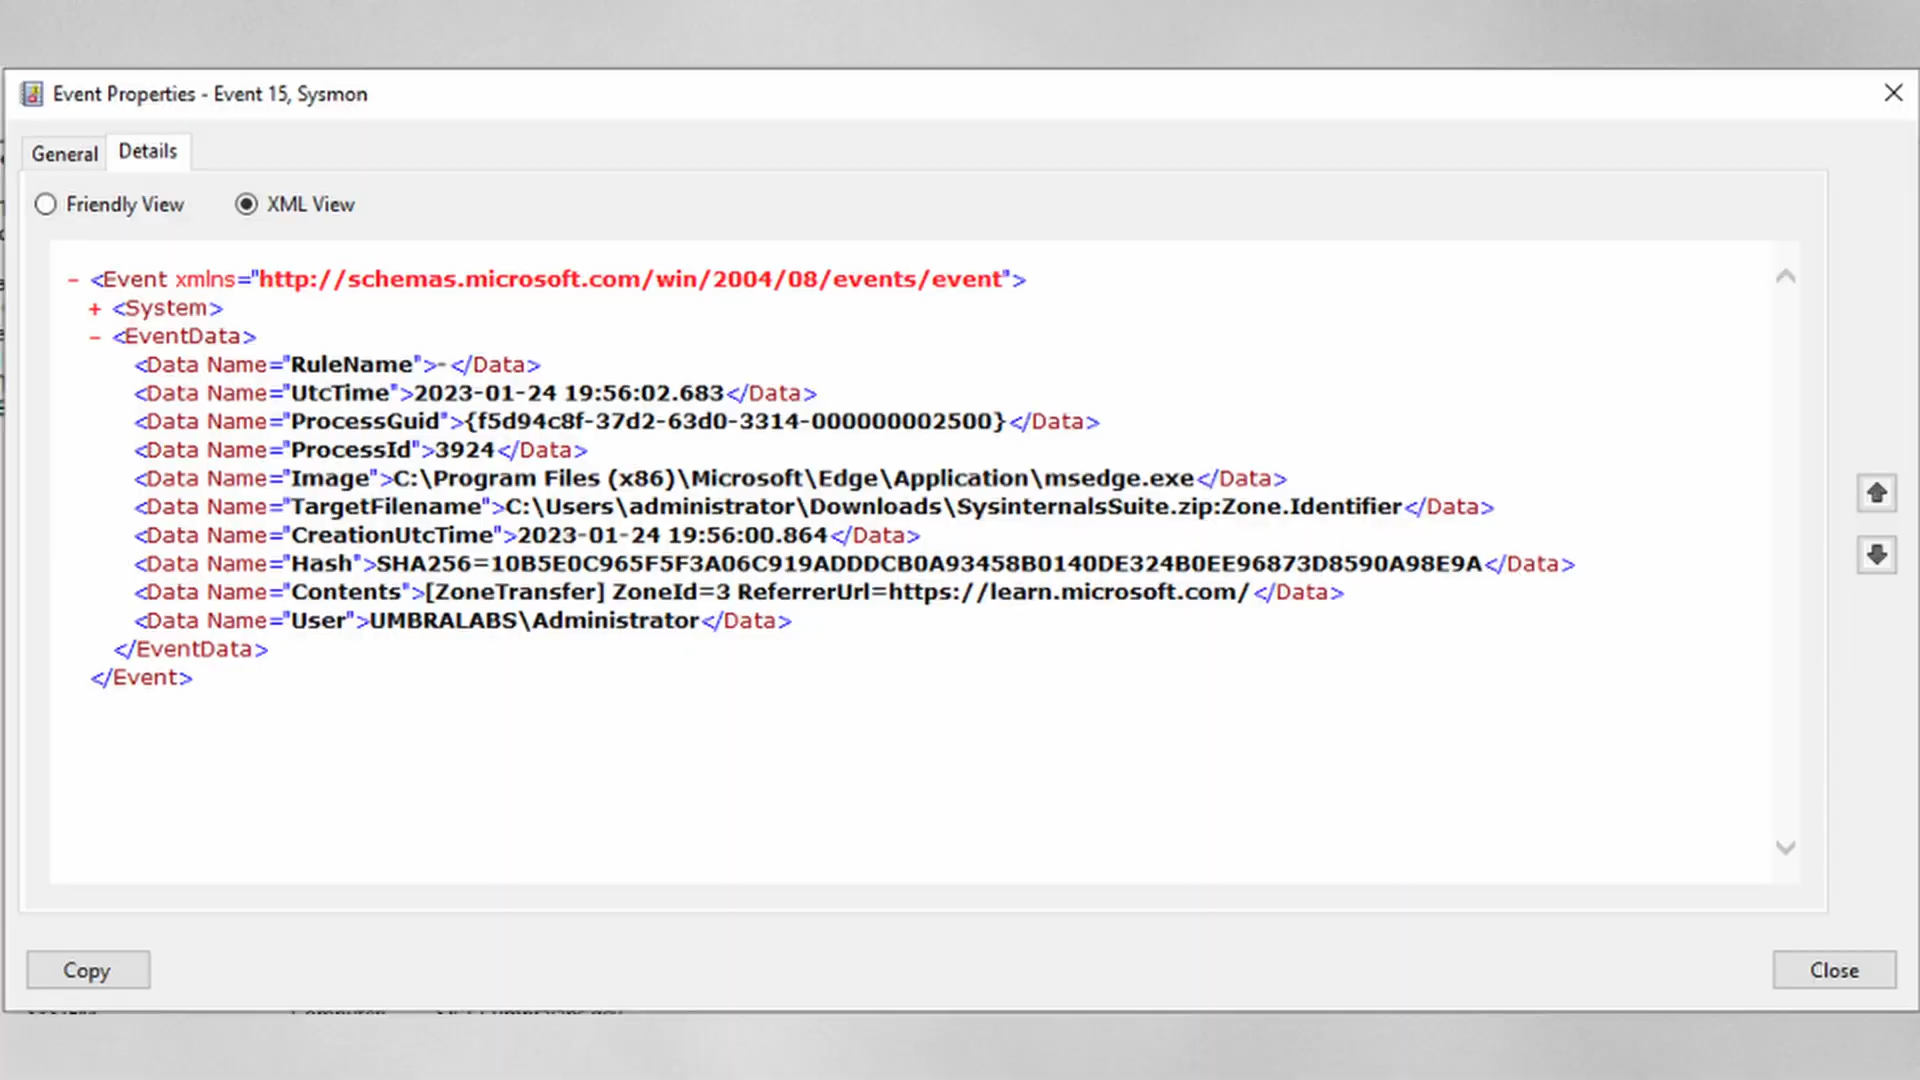 Event Properties - Event 15, Sysmon
General
Details
Friendly View
XML View
- <Event xmlns="http://schemas.microsoft.com/win/2004/08/events/event">
+ <System>
- <EventData>
<Data Name="RuleName">-</Data>
<Data Name="UtcTime">2023-01-24 19:56:02.683</Data>
<Data Name="ProcessGuid">{f5d94c8f-37d2-63d0-3314-000000002500}</Data>
<Data Name="ProcessId">3924</Data>
<Data Name="Image">C:\Program Files (x86)\Microsoft\Edge\Application\msedge.exe</Data>
<Data Name="TargetFilename">C:\Users\administrator\Downloads\SysinternalsSuite.zip:Zone.Identifier</Data>
<Data Name="CreationUtcTime">2023-01-24 19:56:00.864</Data>
<Data Name="Hash">SHA256=10B5E0C965F5F3A06C919ADDDCB0A93458B0140DE324B0EE96873D8590A98E9A</Data>
<Data Name="Contents">[ZoneTransfer] ZoneId=3 ReferrerUrl=https://learn.microsoft.com/</Data>
<Data Name="User">UMBRALABS\Administrator</Data>
</EventData>
</Event>
Copy
Close